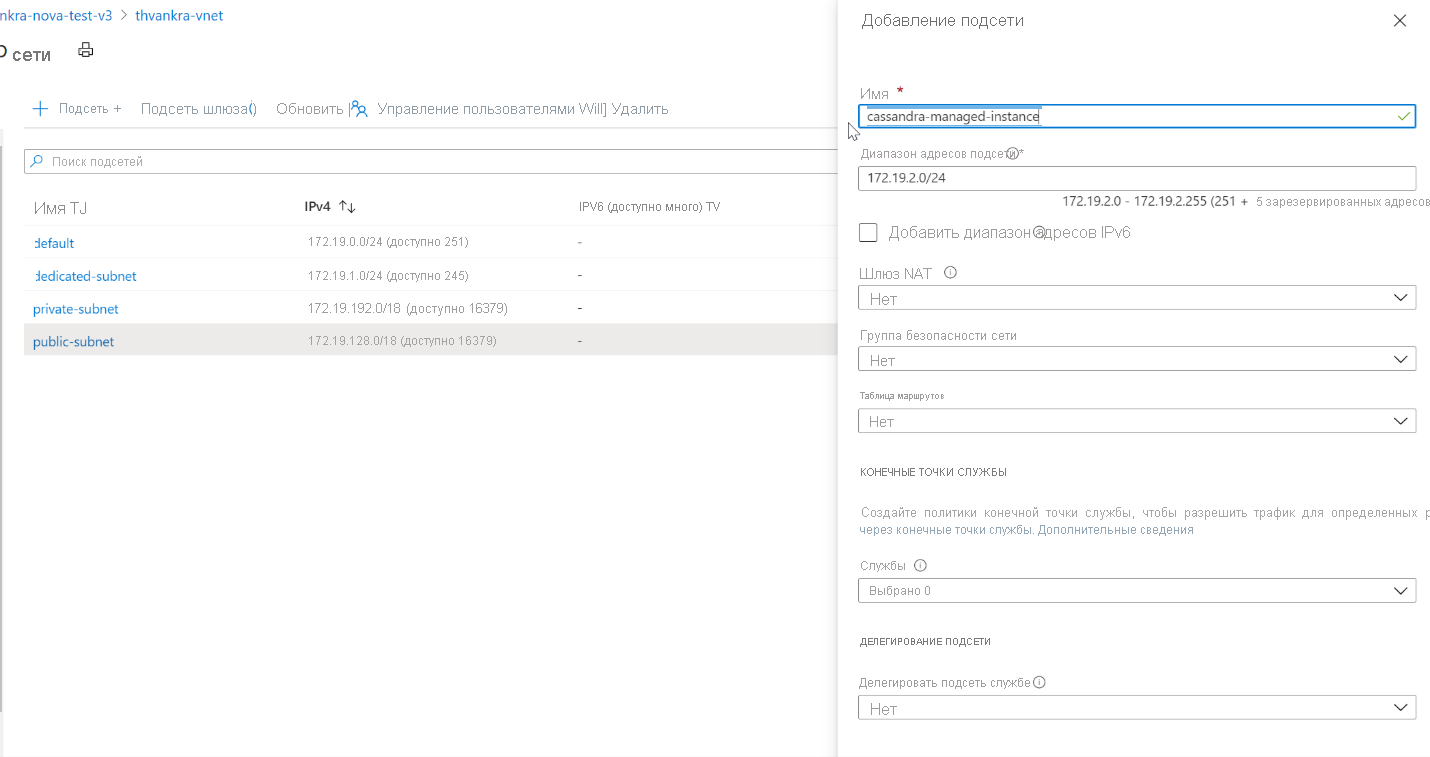 nkra-nova-test-v3 > thvankra-vnet
сети
Подсеть + Подсеть шлюза() Обновить Управление пользователями Will] Удалить
Поиск подсетей
Имя TJ IPv4 IPV6 (доступно много) TV
default 172.19.0.0/24 (доступно 251) -
dedicated-subnet 172.19.1.0/24 (доступно 245) -
private-subnet 172.19.192.0/18 (доступно 16379) -
public-subnet 172.19.128.0/18 (доступно 16379) -
Добавление подсети
Имя *
cassandra-managed-instance
Диапазон адресов подсети *
172.19.2.0/24
172.19.2.0 - 172.19.2.255 (251 + 5 зарезервированных адресов
Добавить диапазон адресов IPv6
Шлюз NAT
Нет
Группа безопасности сети
Нет
Таблица маршрутов
Нет
КОНЕЧНЫЕ ТОЧКИ СЛУЖБЫ
Создайте политики конечной точки службы, чтобы разрешить трафик для определенных р
через конечные точки службы. Дополнительные сведения
Службы
Выбрано 0
ДЕЛЕГИРОВАНИЕ ПОДСЕТИ
Делегировать подсеть службе
Нет